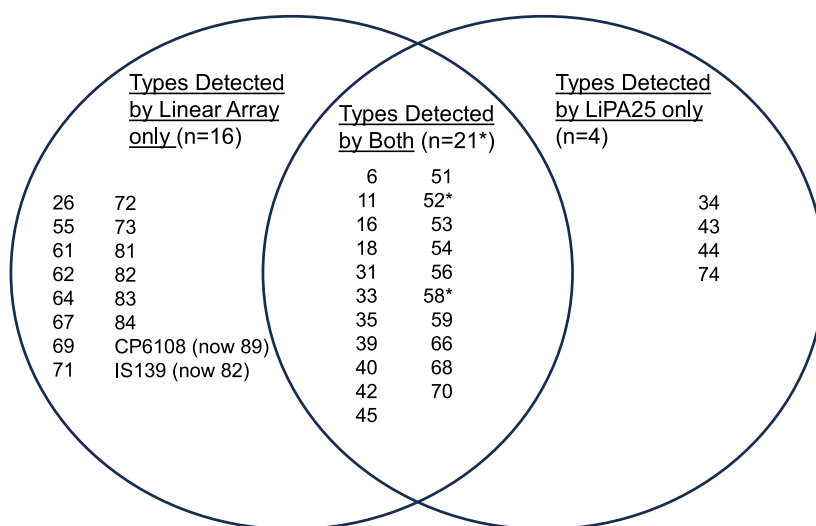 Types Detected
by Linear Array
only (n=16)
26 72
55 73
61 81
62 82
64 83
67 84
69 CP6108 (now 89)
71 IS139 (now 82)
Types Detected
by Both (n=21*)
6 51
11 52*
16 53
18 54
31 56
33 58*
35 59
39 66
40 68
42 70
45
Types Detected
by LiPA25 only
(n=4)
34
43
44
74